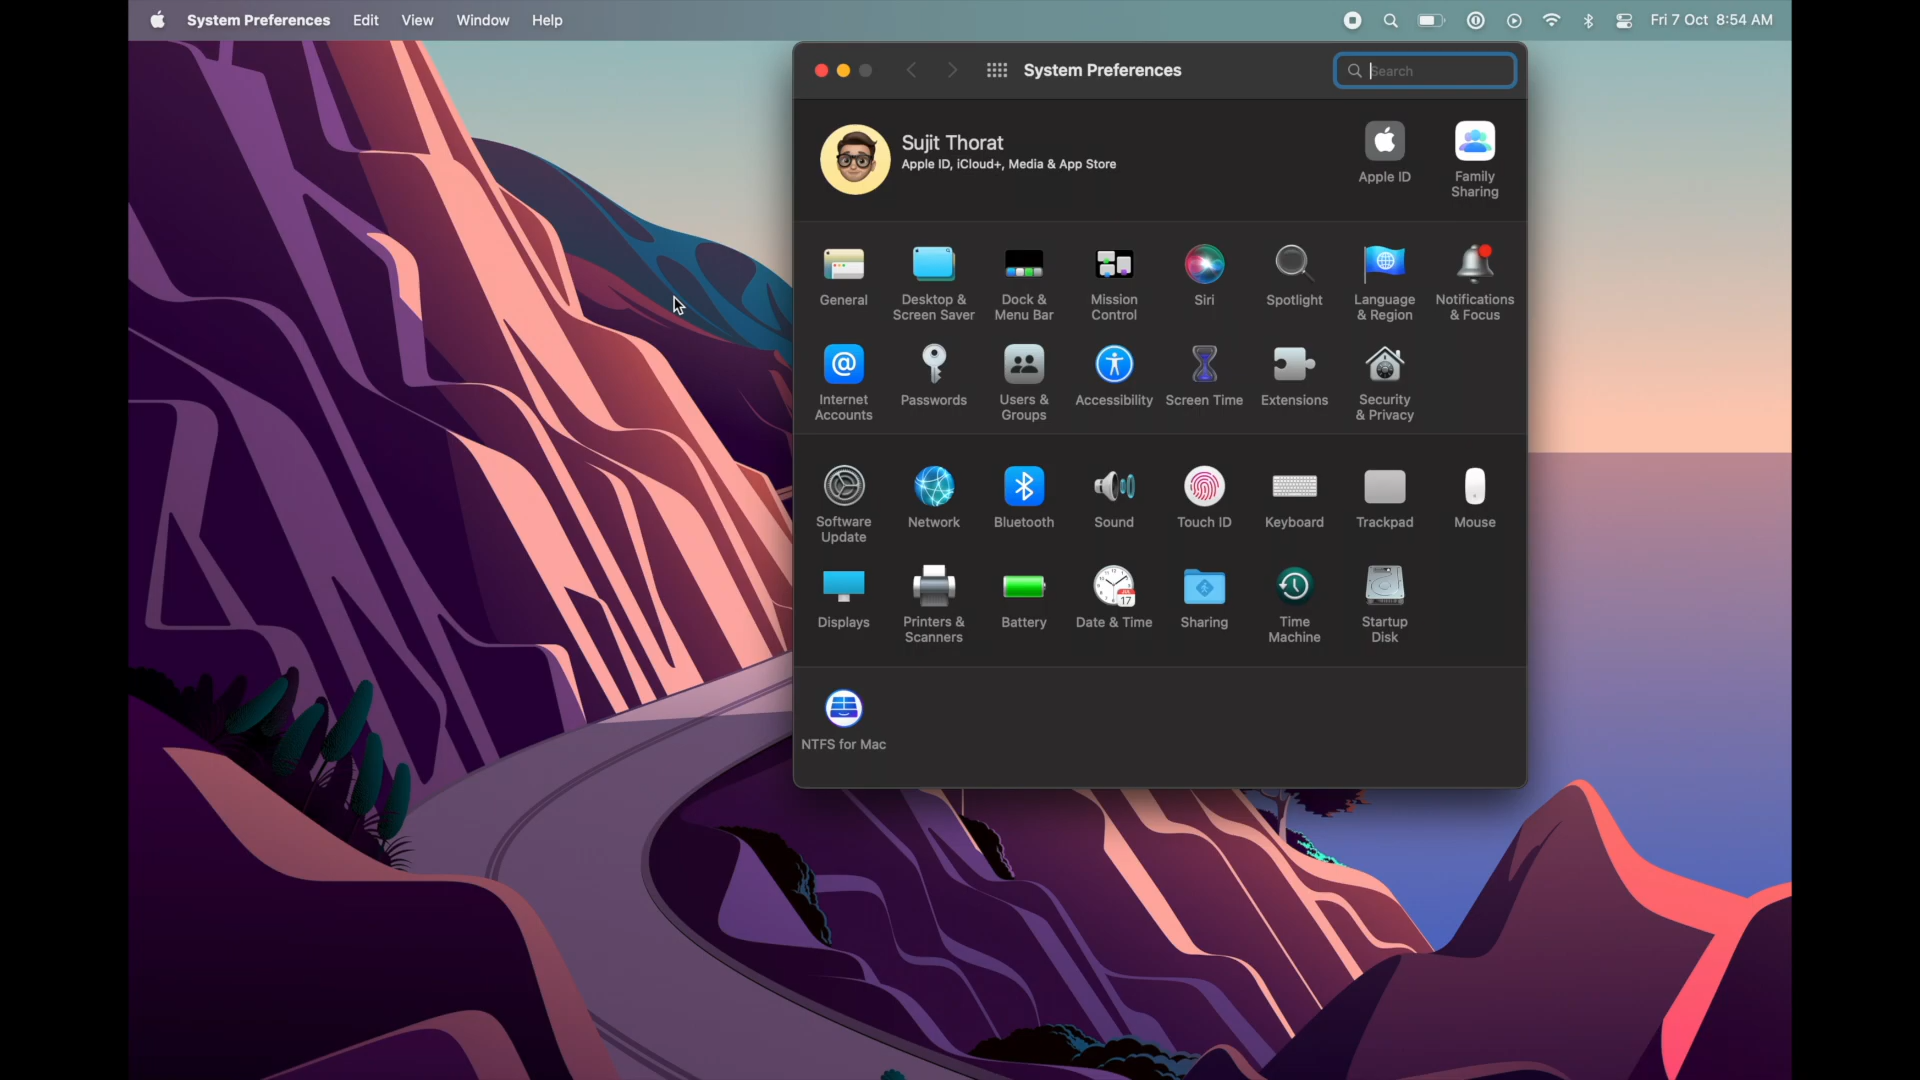 System Preferences Edit View Window Help Fri 7 Oct 8:54 AM
System Preferences Search
Sujit Thorat
Apple ID, iCloud+, Media & App Store
Apple ID
Family
Sharing
General
Desktop &
Screen Saver
Dock &
Menu Bar
Mission
Control
Siri
Spotlight
Language
& Region
Notifications
& Focus
Internet
Accounts
Passwords
Users &
Groups
Accessibility
Screen Time
Extensions
Security
& Privacy
Software
Update
Network
Bluetooth
Sound
Touch ID
Keyboard
Trackpad
Mouse
Displays
Printers &
Scanners
Battery
JUL
17
Date & Time
Sharing
Time
Machine
Startup
Disk
NTFS for Mac